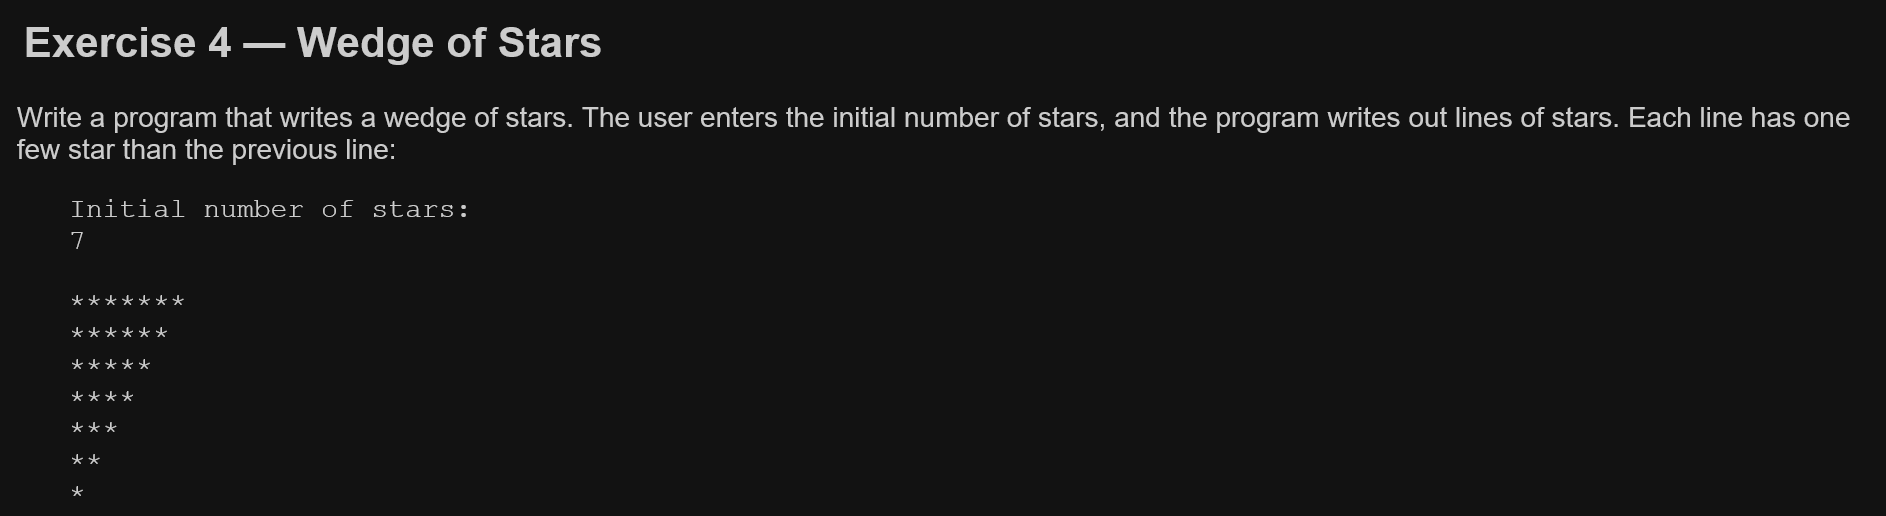 Exercise 4 — Wedge of Stars
Write a program that writes a wedge of stars. The user enters the initial number of stars, and the program writes out lines of stars. Each line has one
few star than the previous line:
Initial number of stars:
7
*******
******
*****
****
***
**
*